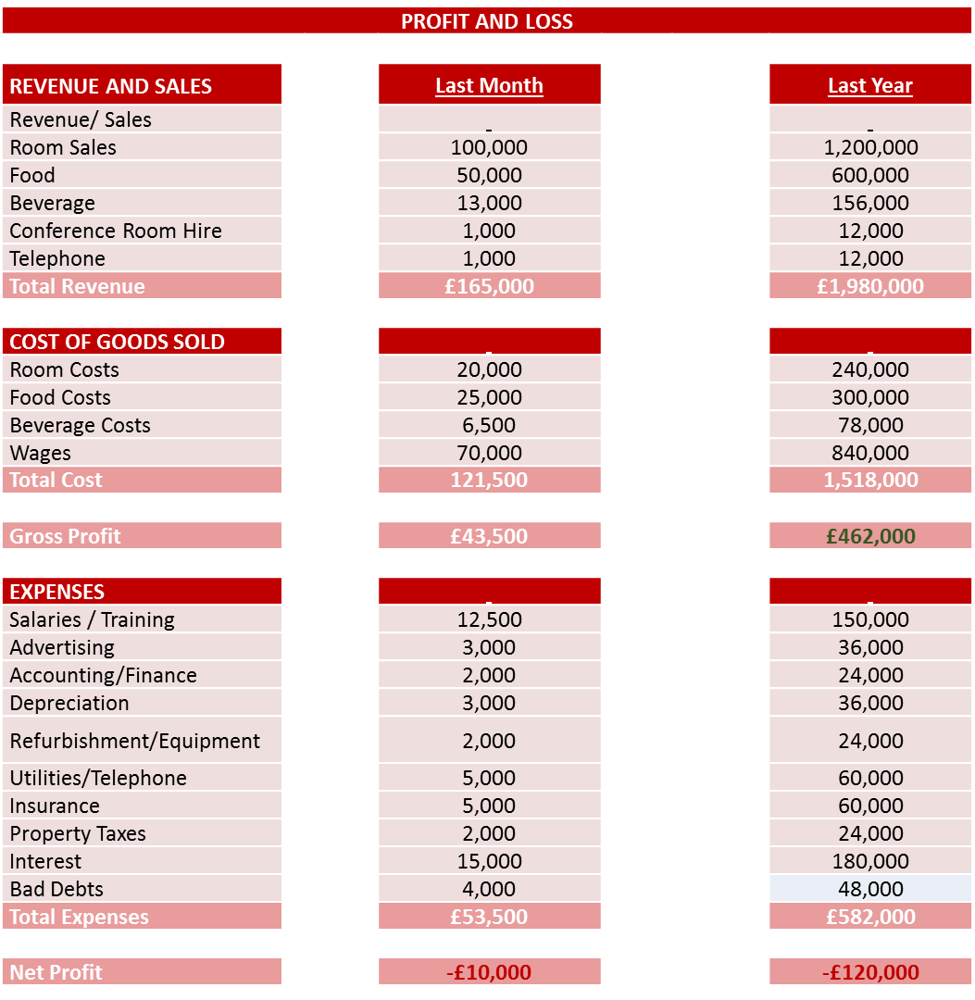 PROFIT AND LOSS
REVENUE AND SALES Last Month Last Year
Revenue/ Sales - -
Room Sales 100,000 1,200,000
Food 50,000 600,000
Beverage 13,000 156,000
Conference Room Hire 1,000 12,000
Telephone 1,000 12,000
Total Revenue £165,000 £1,980,000
COST OF GOODS SOLD - -
Room Costs 20,000 240,000
Food Costs 25,000 300,000
Beverage Costs 6,500 78,000
Wages 70,000 840,000
Total Cost 121,500 1,518,000
Gross Profit £43,500 £462,000
EXPENSES - -
Salaries / Training 12,500 150,000
Advertising 3,000 36,000
Accounting/Finance 2,000 24,000
Depreciation 3,000 36,000
Refurbishment/Equipment 2,000 24,000
Utilities/Telephone 5,000 60,000
Insurance 5,000 60,000
Property Taxes 2,000 24,000
Interest 15,000 180,000
Bad Debts 4,000 48,000
Total Expenses £53,500 £582,000
Net Profit -£10,000 -£120,000